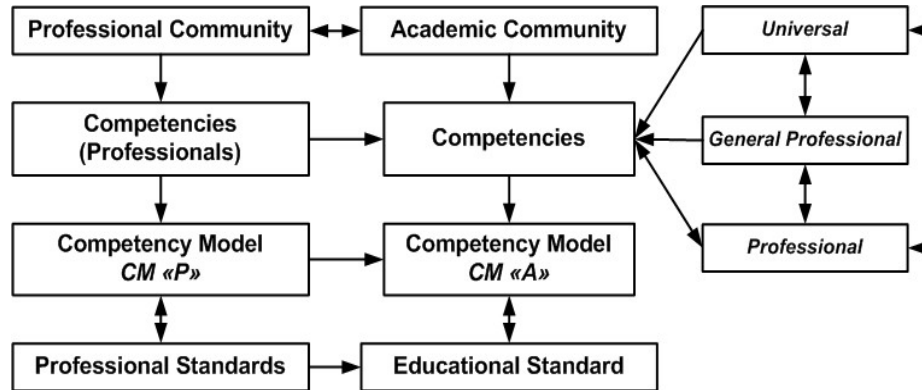 Professional Community
Academic Community
Universal
Competencies
(Professionals)
Competencies
General Professional
Competency Model
CM «P»
Competency Model
CM «A»
Professional
Professional Standards
Educational Standard